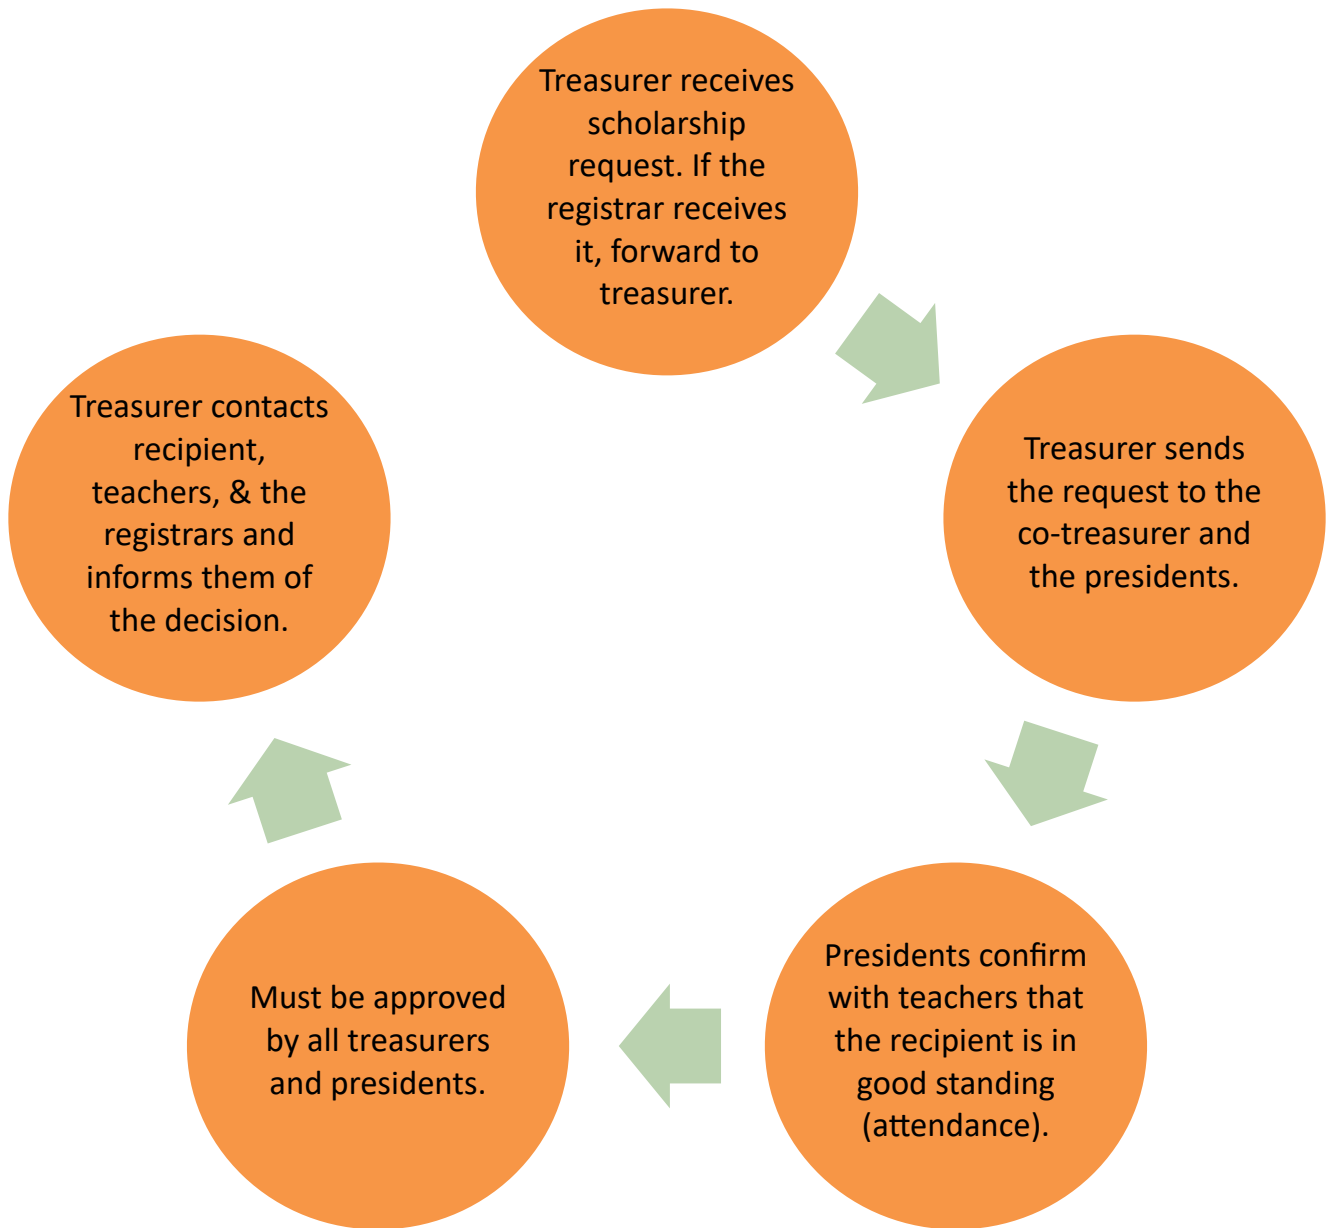 Treasurer receives
scholarship
request. If the
registrar receives
it, forward to
treasurer.
Treasurer sends
the request to the
co-treasurer and
the presidents.
Presidents confirm
with teachers that
the recipient is in
good standing
(attendance).
Must be approved
by all treasurers
and presidents.
Treasurer contacts
recipient,
teachers, & the
registrars and
informs them of
the decision.